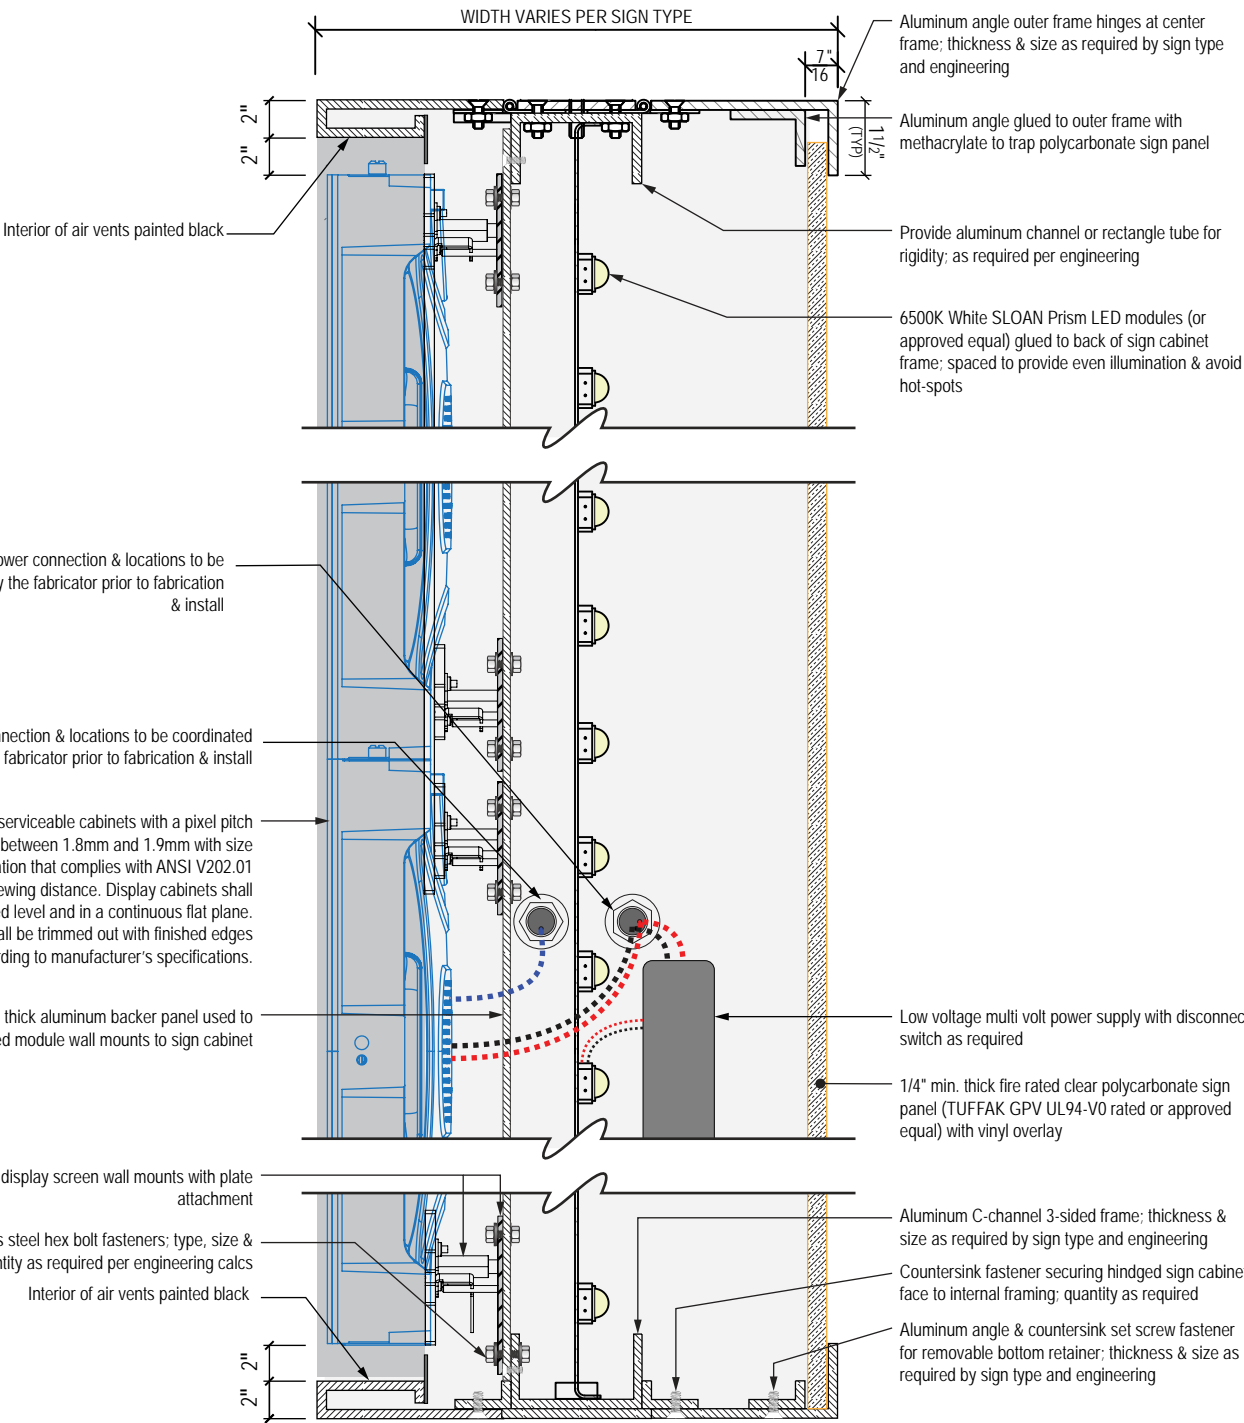 WIDTH VARIES PER SIGN TYPE
7"
16
2"
2"
1 1/2"
(TYP)
Aluminum angle outer frame hinges at center
frame; thickness & size as required by sign type
and engineering
Aluminum angle glued to outer frame with
methacrylate to trap polycarbonate sign panel
Interior of air vents painted black
Provide aluminum channel or rectangle tube for
rigidity; as required per engineering
6500K White SLOAN Prism LED modules (or
approved equal) glued to back of sign cabinet
frame; spaced to provide even illumination & avoid
hot-spots
ower connection & locations to be
y the fabricator prior to fabrication
& install
nnection & locations to be coordinated
fabricator prior to fabrication & install
serviceable cabinets with a pixel pitch
between 1.8mm and 1.9mm with size
ation that complies with ANSI V202.01
ewing distance. Display cabinets shall
ed level and in a continuous flat plane.
all be trimmed out with finished edges
rding to manufacturer's specifications.
thick aluminum backer panel used to
ed module wall mounts to sign cabinet
Low voltage multi volt power supply with disconnec
switch as required
1/4" min. thick fire rated clear polycarbonate sign
panel (TUFFAK GPV UL94-V0 rated or approved
equal) with vinyl overlay
display screen wall mounts with plate
attachment
s steel hex bolt fasteners; type, size &
ntity as required per engineering calcs
Interior of air vents painted black
Aluminum C-channel 3-sided frame; thickness &
size as required by sign type and engineering
Countersink fastener securing hindged sign cabine
face to internal framing; quantity as required
Aluminum angle & countersink set screw fastener
for removable bottom retainer; thickness & size as
required by sign type and engineering
2"
2"